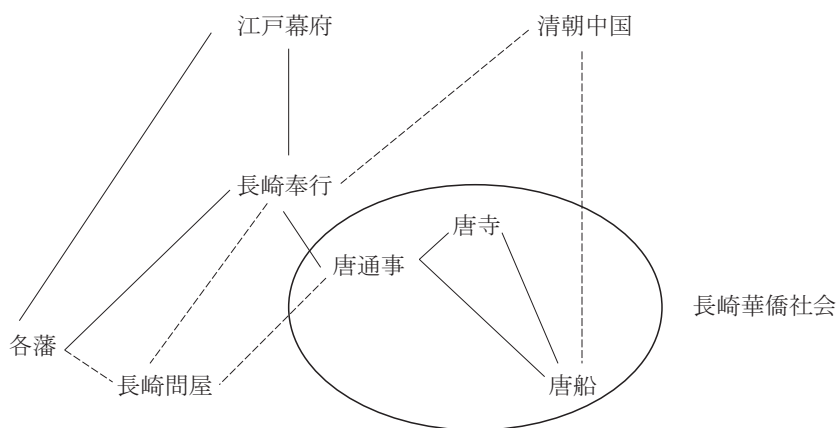 江戸幕府
清朝中国
長崎奉行
唐寺
唐通事
長崎華僑社会
各藩
長崎問屋
唐船